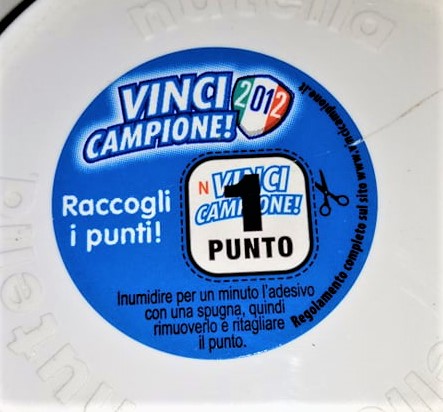 nutella
VINCI 2012
CAMPIONE!
Raccogli
i punti!
N VINCI
CAMPIONE!
1
PUNTO
Inumidire per un minuto l'adesivo
con una spugna, quindi
rimuoverlo e ritagliare
il punto.
Regolamento completo sul sito www.vincicampione.it
nutella